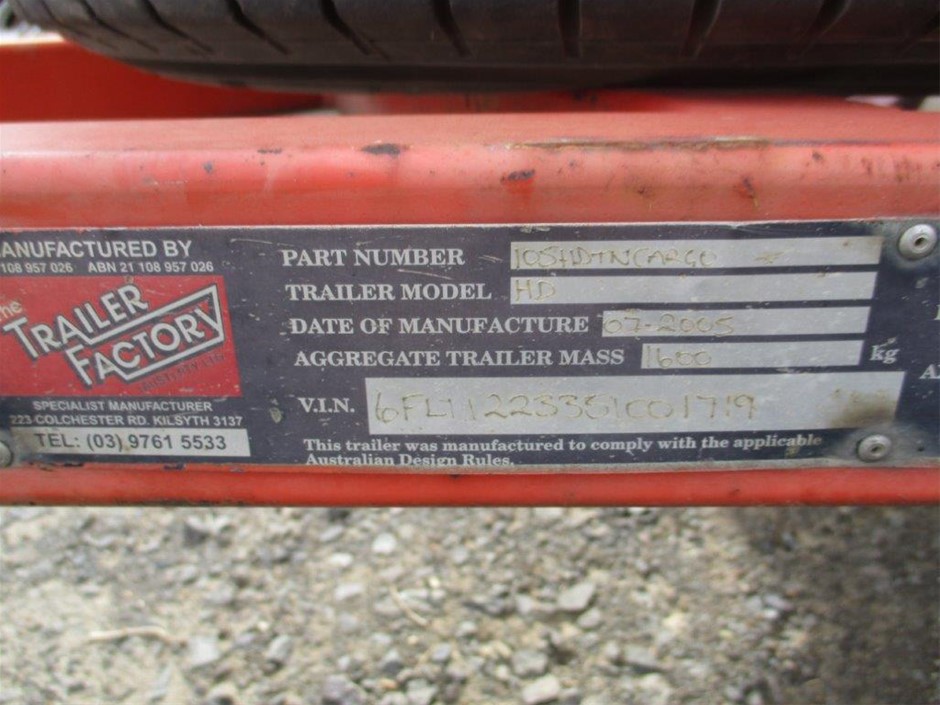 ANUFACTURED BY
108 957 026 ABN 21 108 957 026
The
TRAILER
FACTORY
SPECIALIST MANUFACTURER
223 COLCHESTER RD. KILSYTH 3137
TEL: (03) 9761 5533
PART NUMBER
TRAILER MODEL HD
DATE OF MANUFACTURE 07-2005
AGGREGATE TRAILER MASS 1600 kg
V.I.N.
This trailer was manufactured to comply with the applicable
Australian Design Rules.